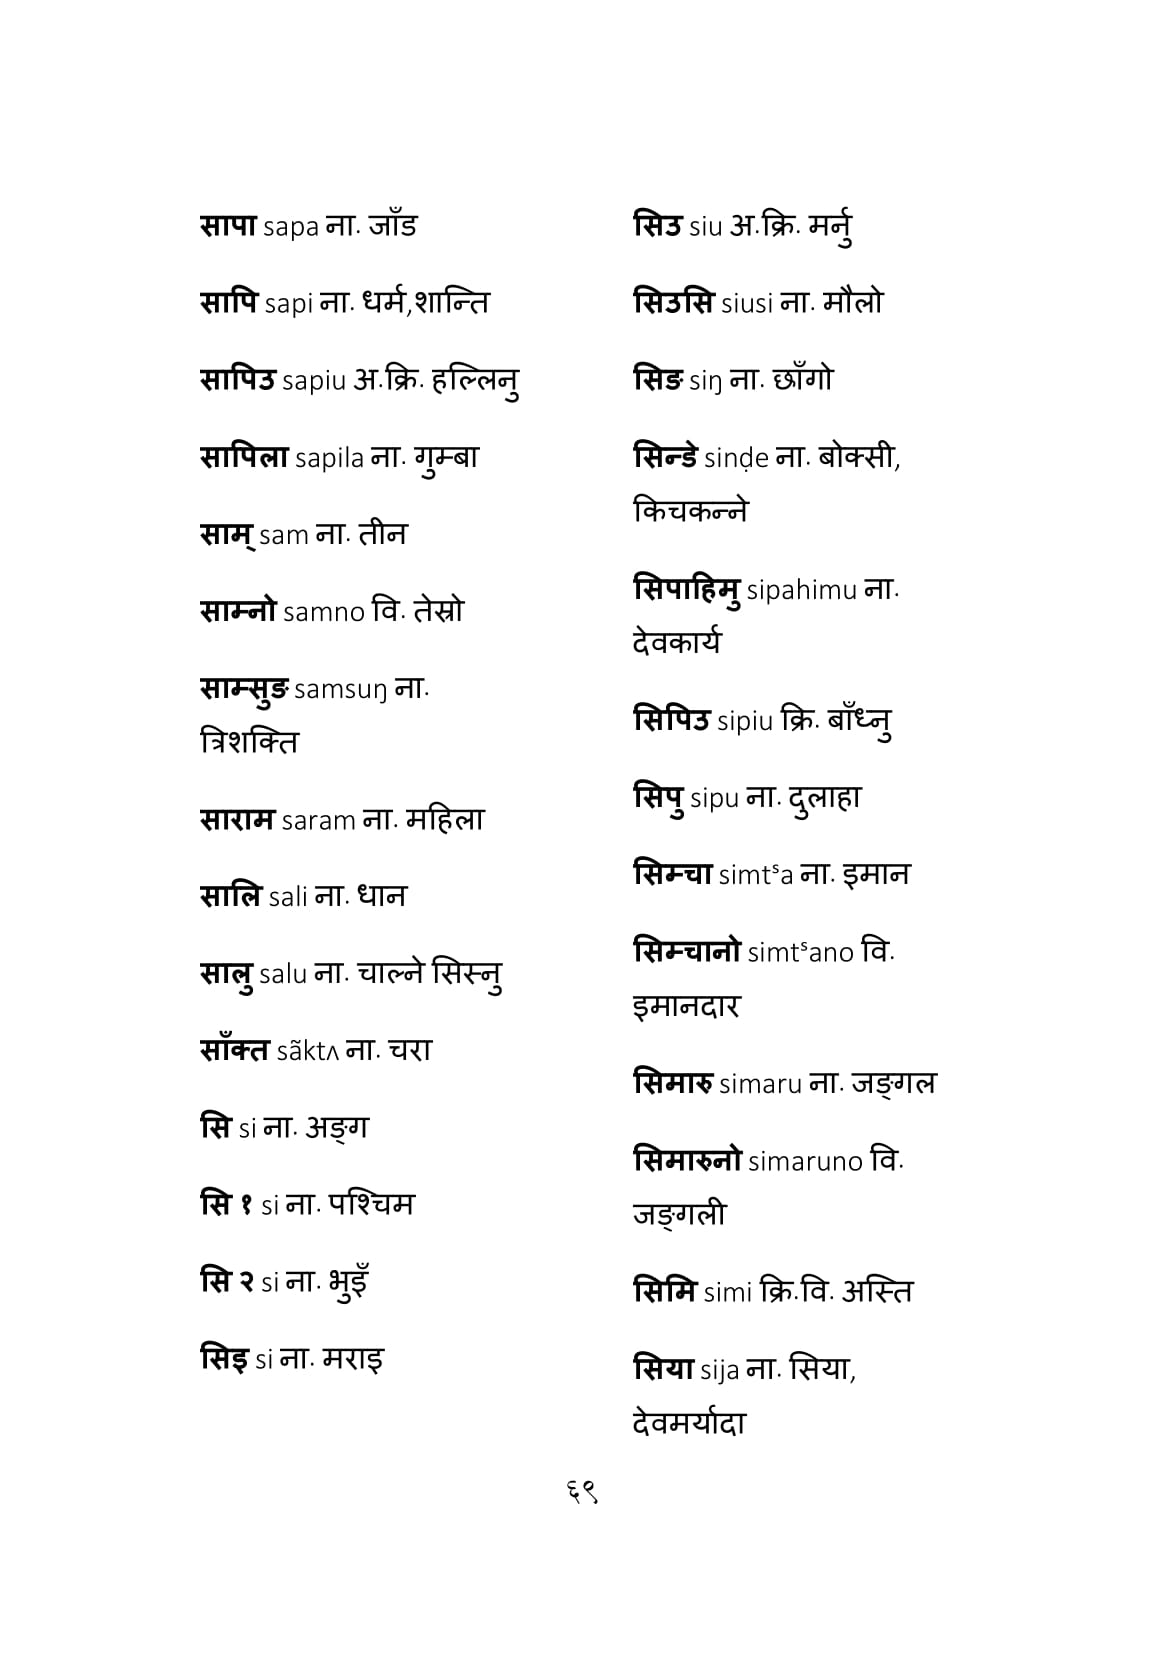 सापा sapa ना. जाँड
सापि sapi ना. धर्म,शान्ति
सापिउ sapiu अ.क्रि. हल्लिनु
सापिला sapila ना. गुम्बा
साम् sam ना. तीन
साम्नो samno वि. तेस्रो
साम्सुङ samsuŋ ना.
त्रिशक्ति
साराम saram ना. महिला
सालि sali ना. धान
सालु salu ना. चाल्ने सिस्नु
साँक्त sãktʌ ना. चरा
सि si ना. अङ्ग
सि १ si ना. पश्चिम
सि २ si ना. भुइँ
सिइ si ना. मराइ
सिउ siu अ.क्रि. मर्नु
सिउसि siusi ना. मौलो
सिङ siŋ ना. छाँगो
सिन्डे sinḍe ना. बोक्सी,
किचकन्ने
सिपाहिमु sipahimu ना.
देवकार्य
सिपिउ sipiu क्रि. बाँध्नु
सिपु sipu ना. दुलाहा
सिम्चा simtˢa ना. इमान
सिम्चानो simtˢano वि.
इमानदार
सिमारु simaru ना. जङ्गल
सिमारुनो simaruno वि.
जङ्गली
सिमि simi क्रि.वि. अस्ति
सिया sija ना. सिया,
देवमर्यादा
६९